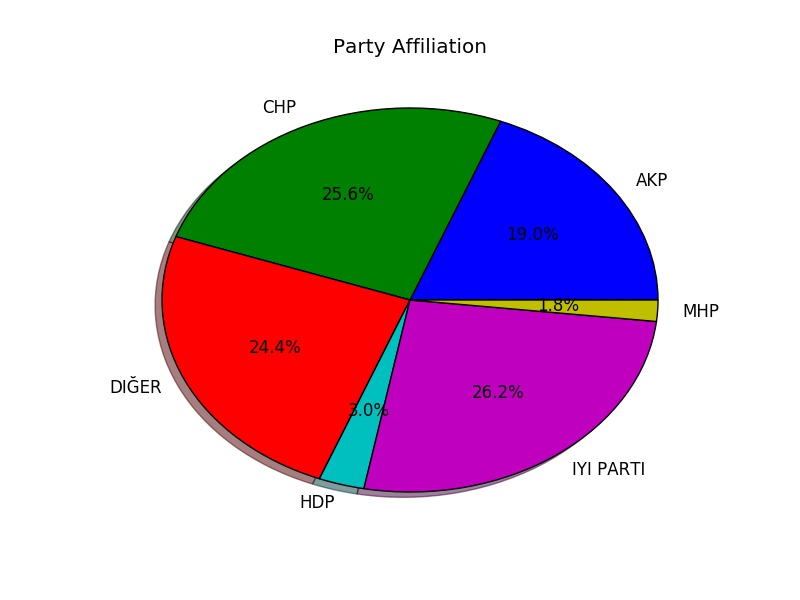 Party Affiliation
CHP
AKP
25.6%
19.0%
1.8%
MHP
24.4%
DIĞER
26.2%
3.0%
IYI PARTI
HDP